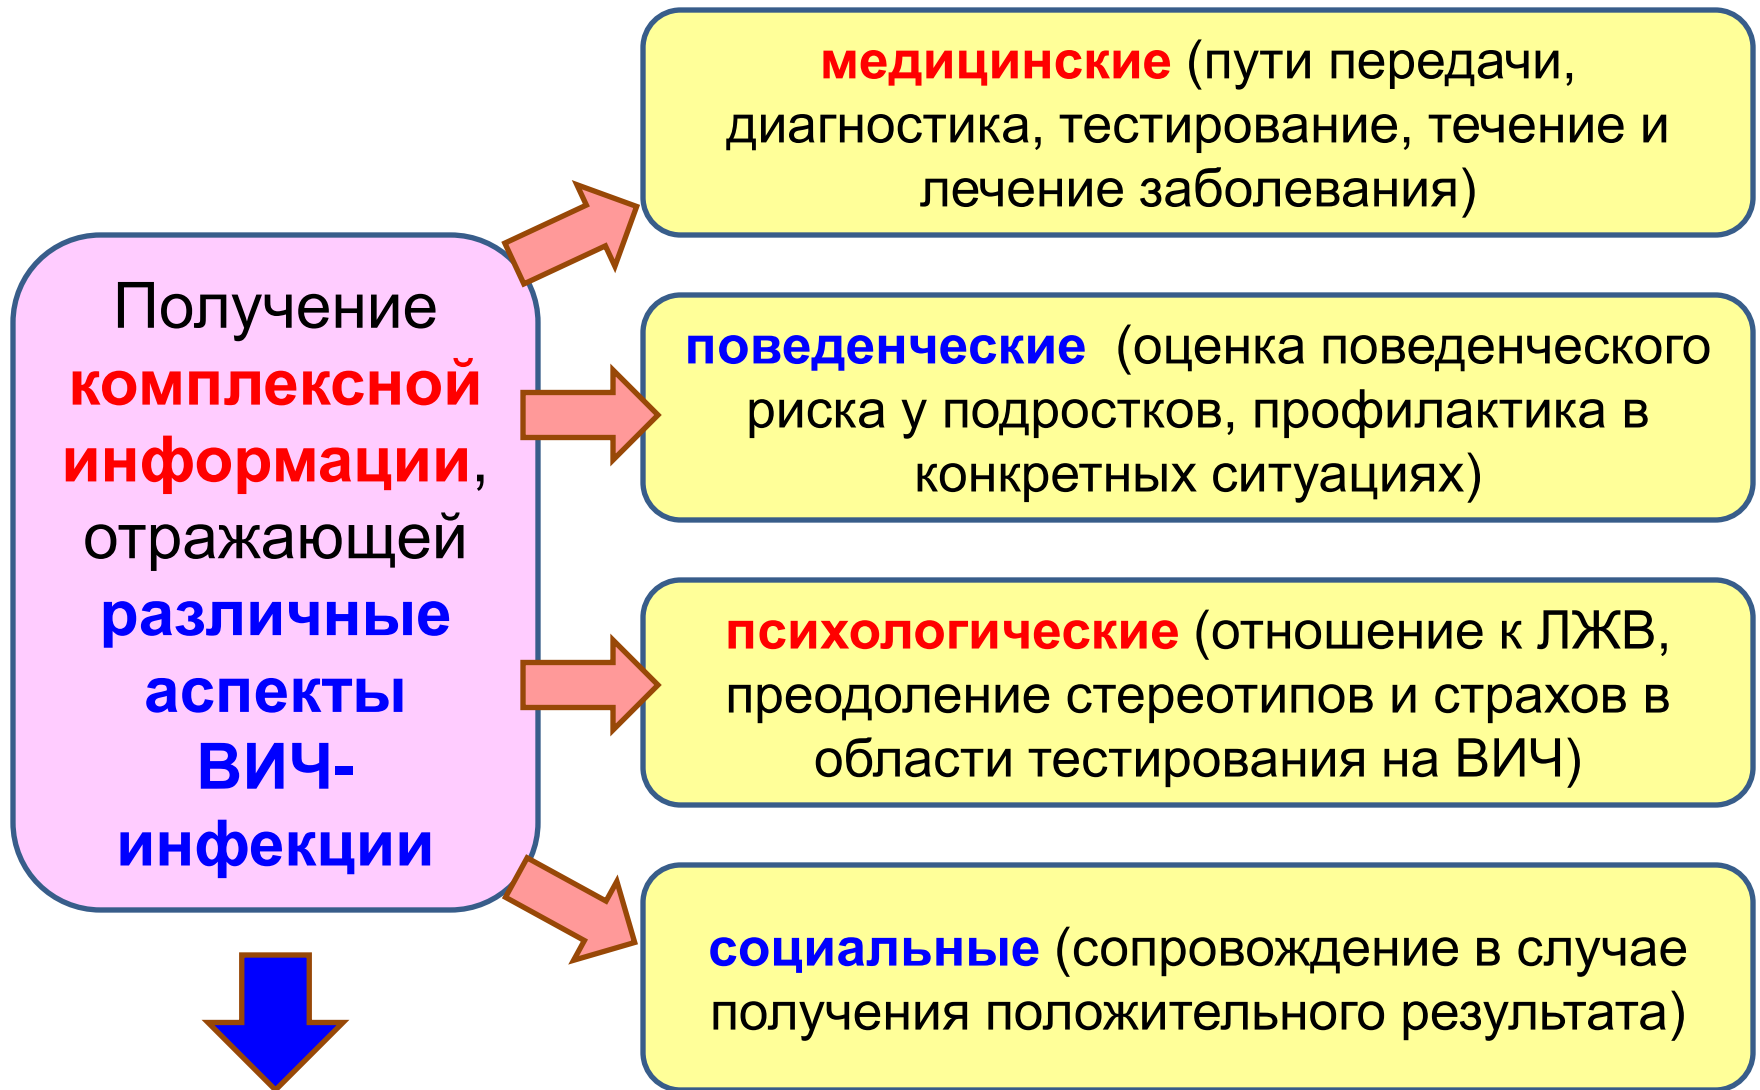 Получение
комплексной
информации,
отражающей
различные
аспекты
ВИЧ-
инфекции
медицинские (пути передачи,
диагностика, тестирование, течение и
лечение заболевания)
поведенческие (оценка поведенческого
риска у подростков, профилактика в
конкретных ситуациях)
психологические (отношение к ЛЖВ,
преодоление стереотипов и страхов в
области тестирования на ВИЧ)
социальные (сопровождение в случае
получения положительного результата)